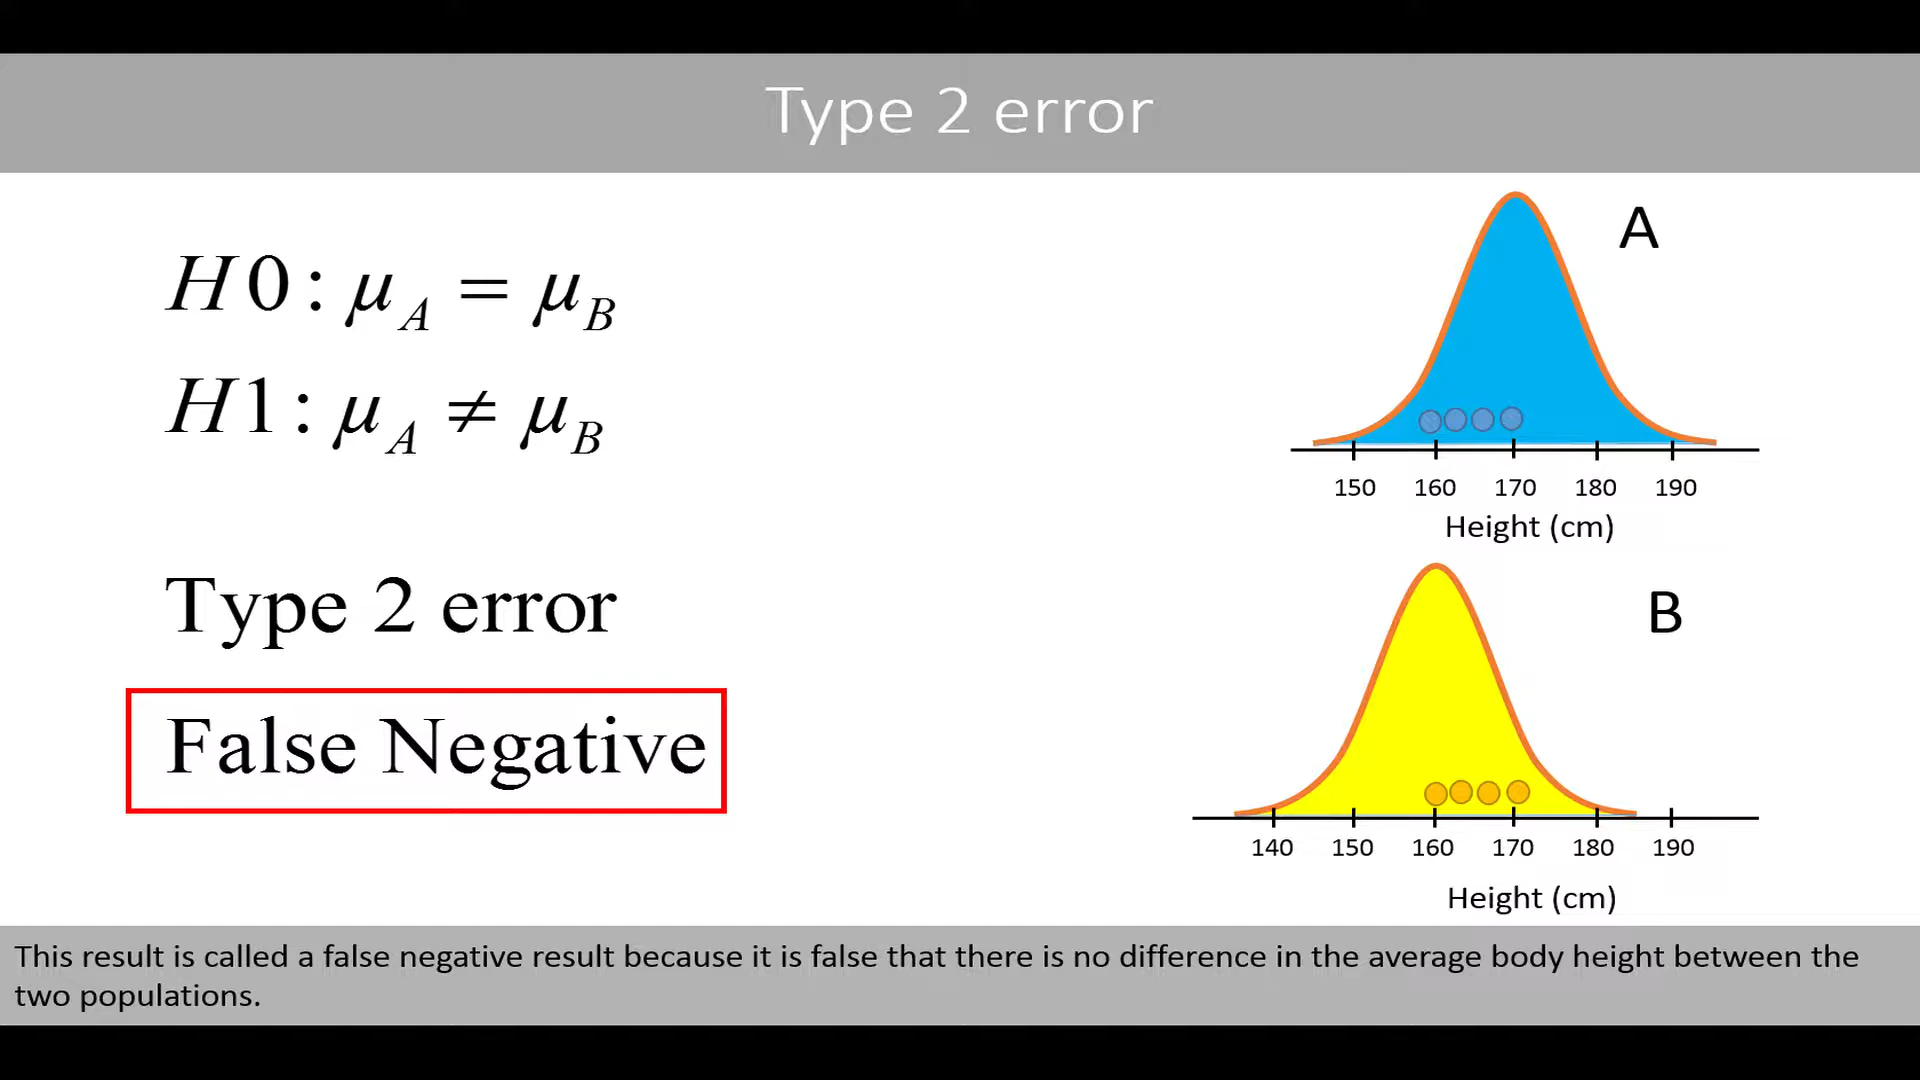 Type 2 error
H0: μA = μB
H1: μA ≠ μB
Type 2 error
False Negative
A
150 160 170 180 190
Height (cm)
B
140 150 160 170 180 190
Height (cm)
This result is called a false negative result because it is false that there is no difference in the average body height between the
two populations.